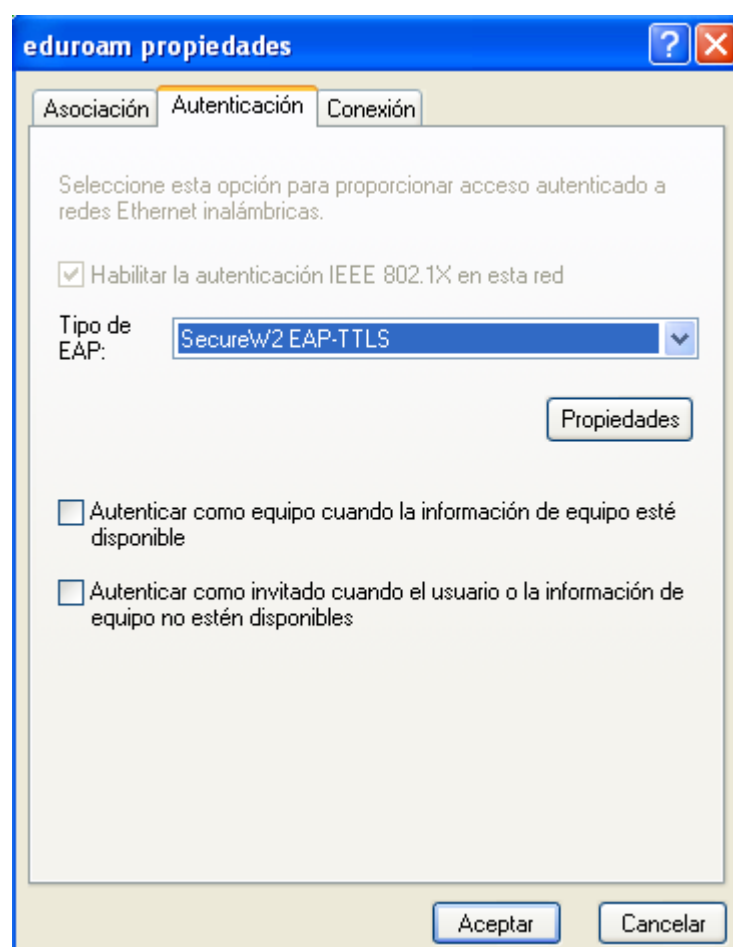 eduroam propiedades
Asociación Autenticación Conexión
Seleccione esta opción para proporcionar acceso autenticado a
redes Ethernet inalámbricas.
Habilitar la autenticación IEEE 802.1X en esta red
Tipo de
EAP:
SecureW2 EAP-TTLS
Propiedades
Autenticar como equipo cuando la información de equipo esté
disponible
Autenticar como invitado cuando el usuario o la información de
equipo no estén disponibles
Aceptar Cancelar